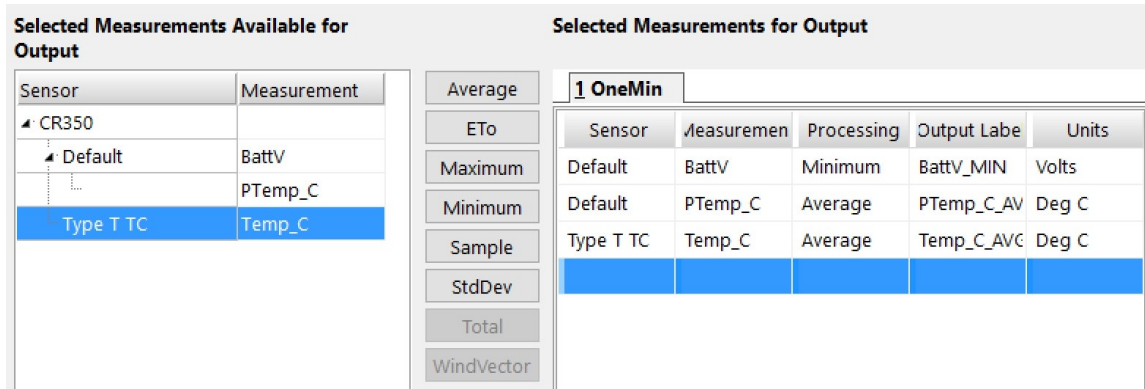 Selected Measurements Available for
Output
Sensor Measurement
CR350
Default BattV
PTemp_C
Type T TC Temp_C
Average
ETo
Maximum
Minimum
Sample
StdDev
Total
WindVector
Selected Measurements for Output
1 OneMin
Sensor Measuremen Processing Output Labe Units
Default BattV Minimum BattV_MIN Volts
Default PTemp_C Average PTemp_C_AV Deg C
Type T TC Temp_C Average Temp_C_AVG Deg C